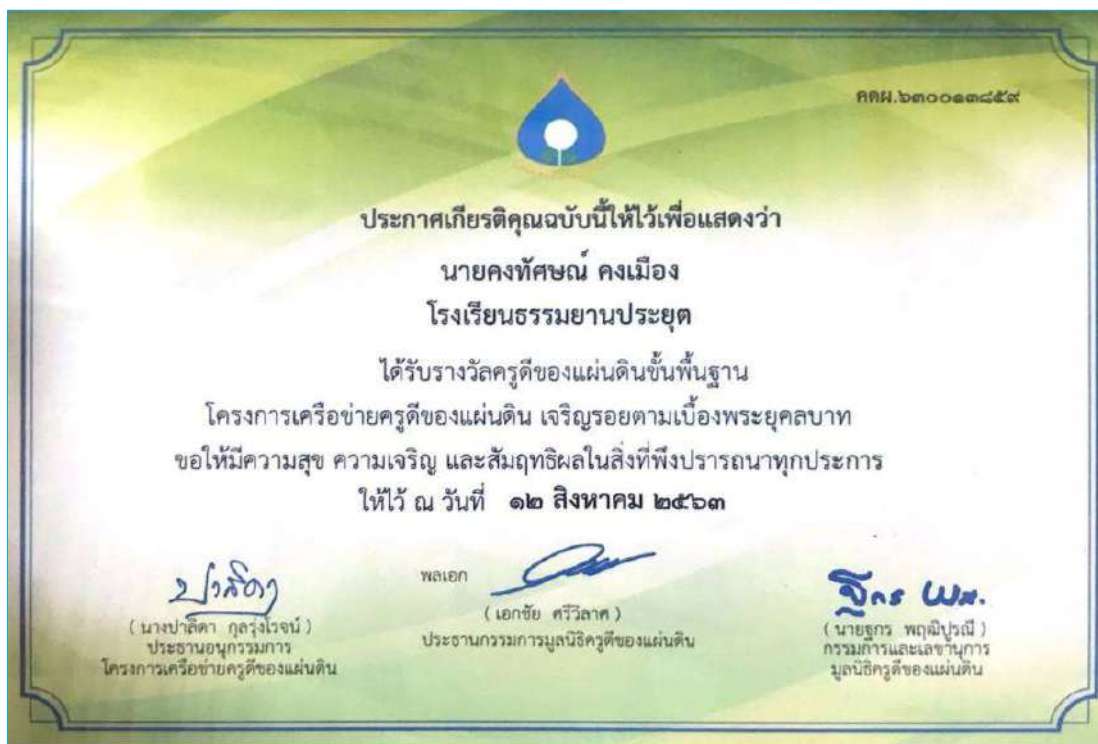 คดผ.๖๓๐๐๑๓๘๕๙
ประกาศเกียรติคุณฉบับนี้ให้ไว้เพื่อแสดงว่า
นายคงทัศษณ์ คงเมือง
โรงเรียนธรรมยานประยุต
ได้รับรางวัลครูดีของแผ่นดินขั้นพื้นฐาน
โครงการเครือข่ายครูดีของแผ่นดิน เจริญรอยตามเบื้องพระยุคลบาท
ขอให้มีความสุข ความเจริญ และสัมฤทธิผลในสิ่งที่พึงปรารถนาทุกประการ
ให้ไว้ ณ วันที่ ๑๒ สิงหาคม ๒๕๖๓
ปาลิตา
( นางปาลิตา กุลรุ่งโรจน์ )
ประธานอนุกรรมการ
โครงการเครือข่ายครูดีของแผ่นดิน
พลเอก
( เอกชัย ศรีวิลาศ )
ประธานกรรมการมูลนิธิครูดีของแผ่นดิน
( นายฐกร พฤฒิปูรณี )
กรรมการและเลขานุการ
มูลนิธิครูดีของแผ่นดิน